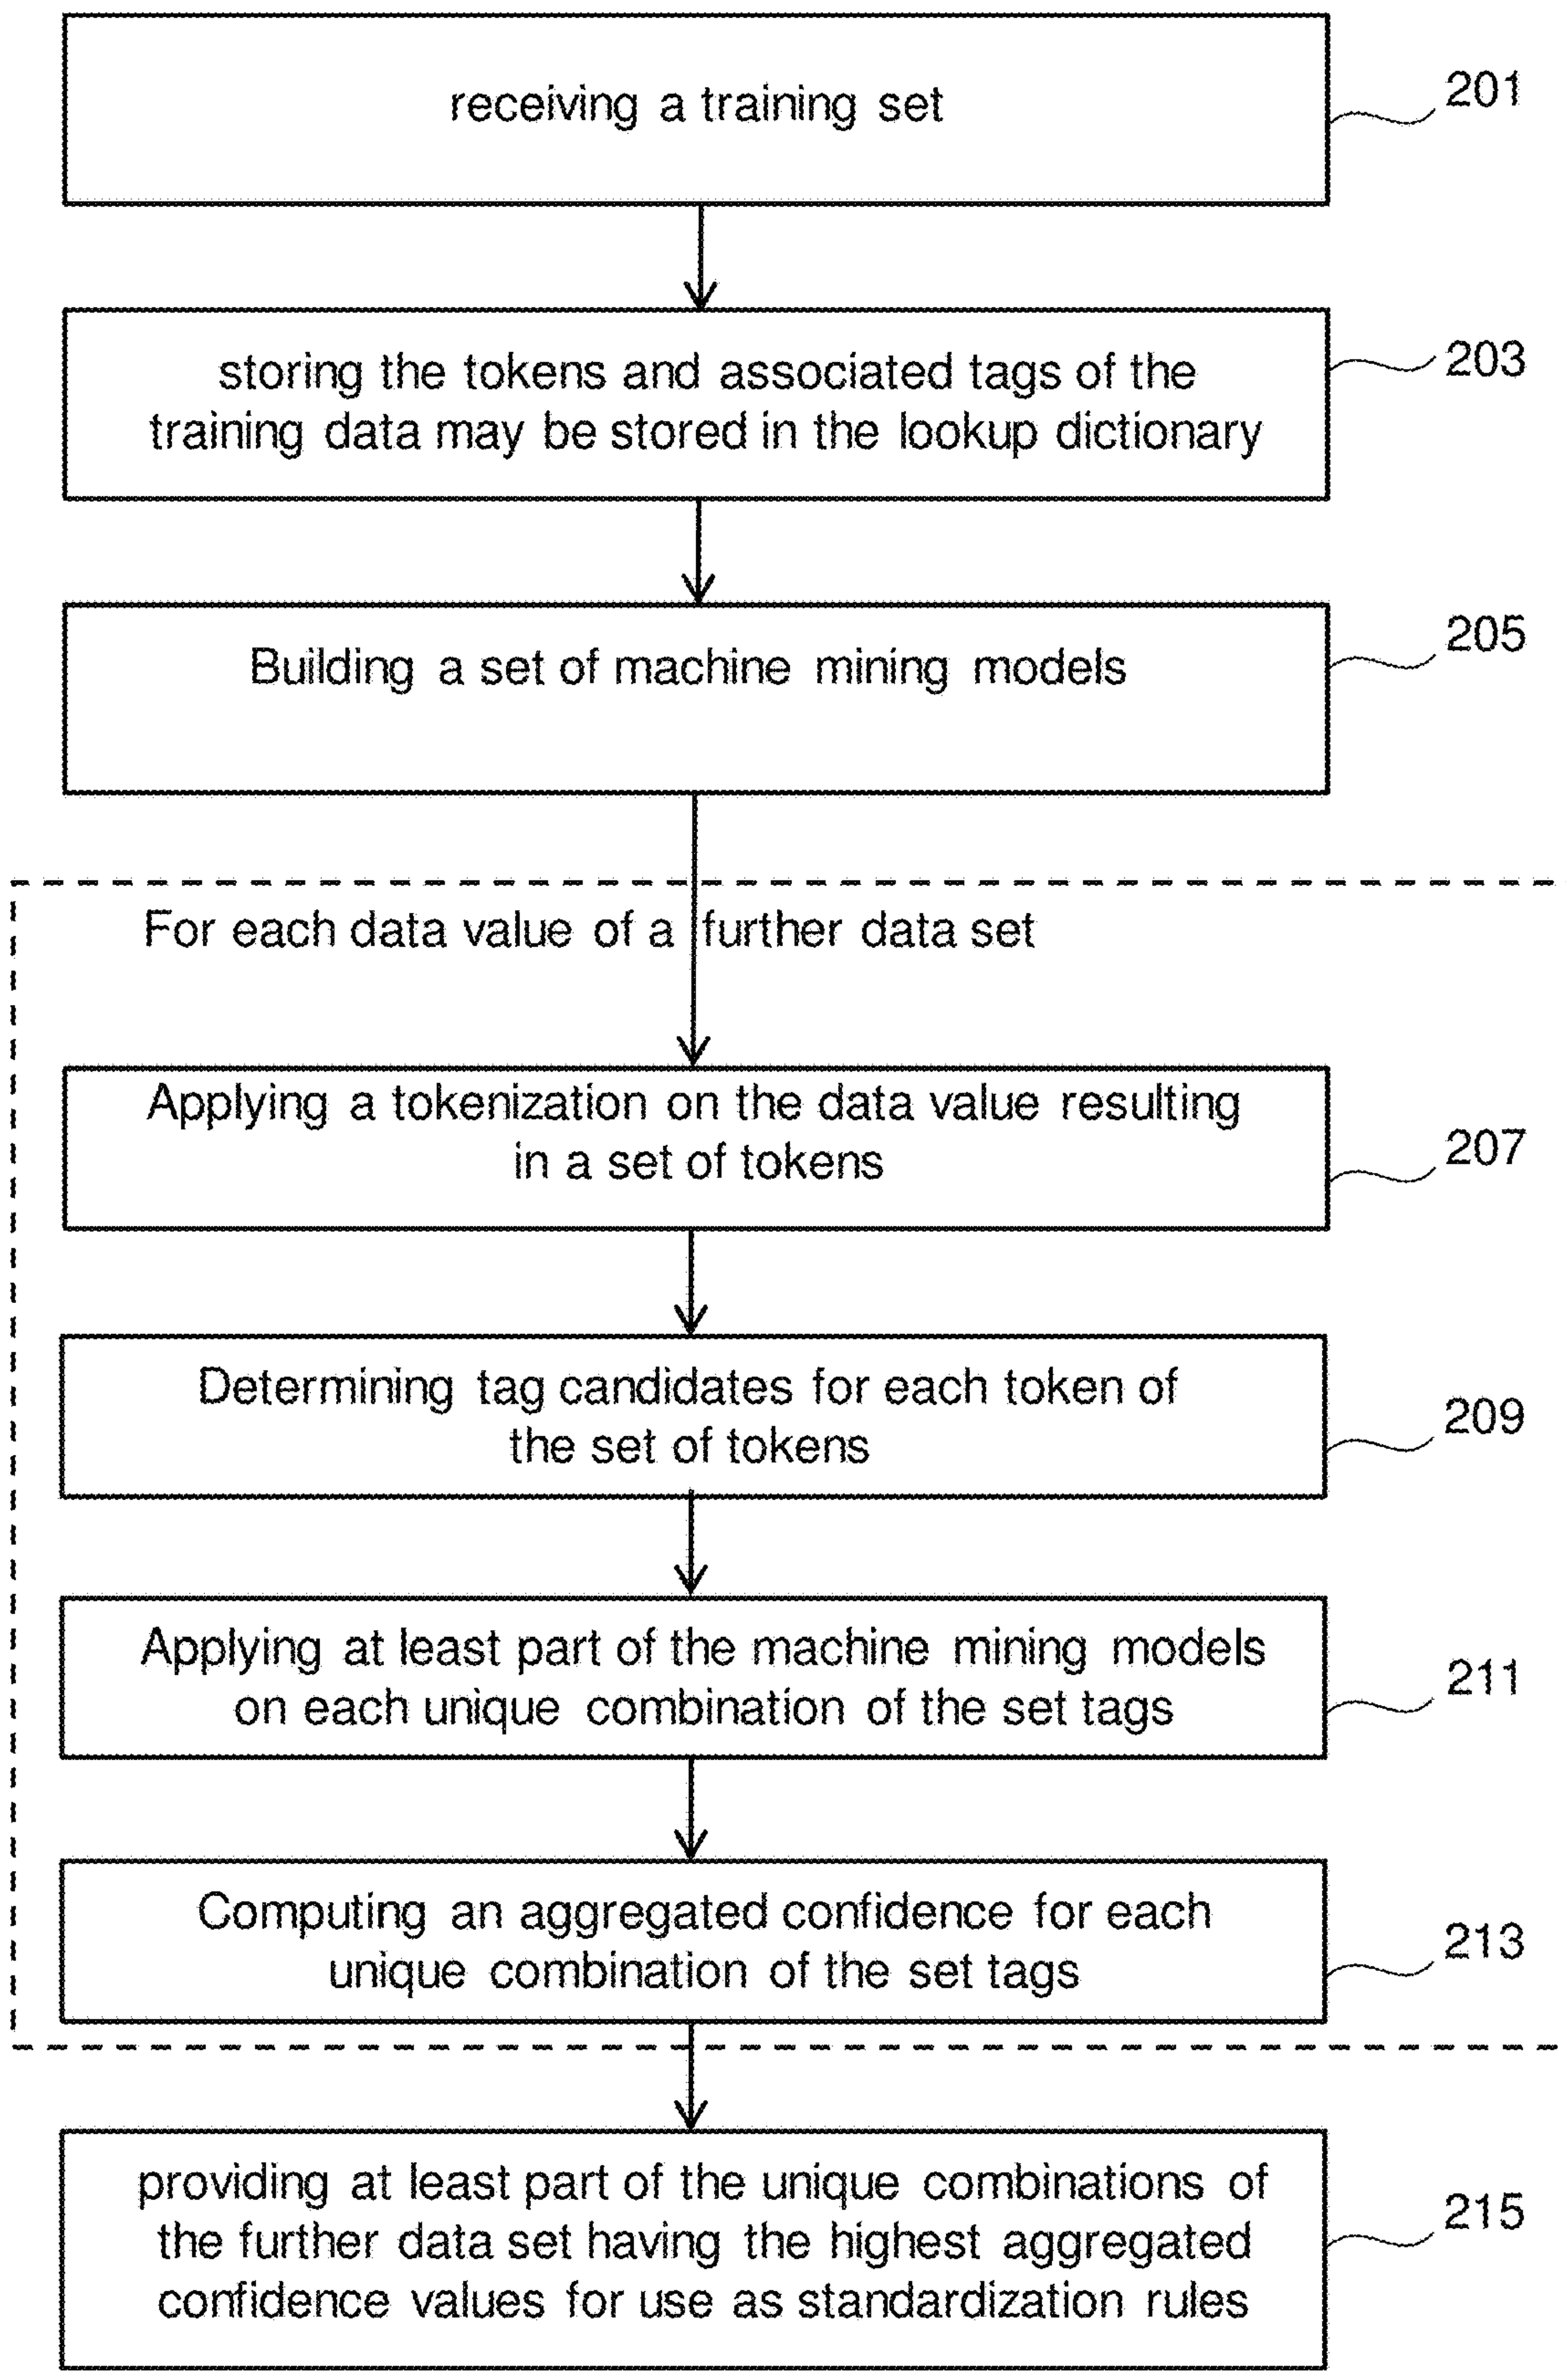 receiving a training set
201
storing the tokens and associated tags of the
training data may be stored in the lookup dictionary
203
Building a set of machine mining models
205
For each data value of a further data set
Applying a tokenization on the data value resulting
in a set of tokens
207
Determining tag candidates for each token of
the set of tokens
209
Applying at least part of the machine mining models
on each unique combination of the set tags
211
Computing an aggregated confidence for each
unique combination of the set tags
213
providing at least part of the unique combinations of
the further data set having the highest aggregated
confidence values for use as standardization rules
215